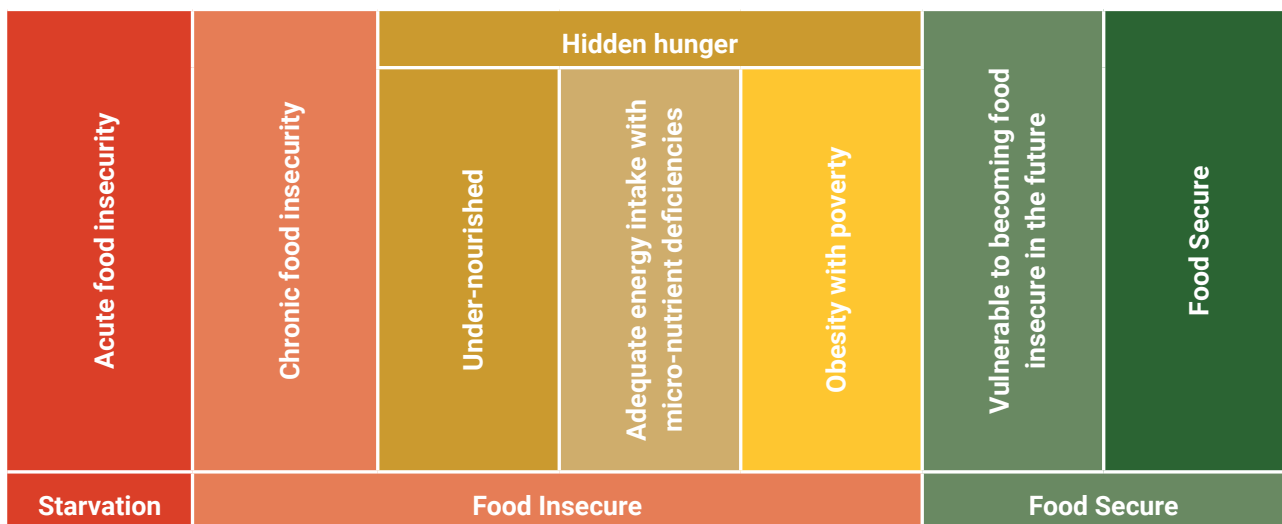 Hidden hunger
Acute food insecurity
Chronic food insecurity
Under-nourished
Adequate energy intake with
micro-nutrient deficiencies
Obesity with poverty
Vulnerable to becoming food
insecure in the future
Food Secure
Starvation
Food Insecure
Food Secure